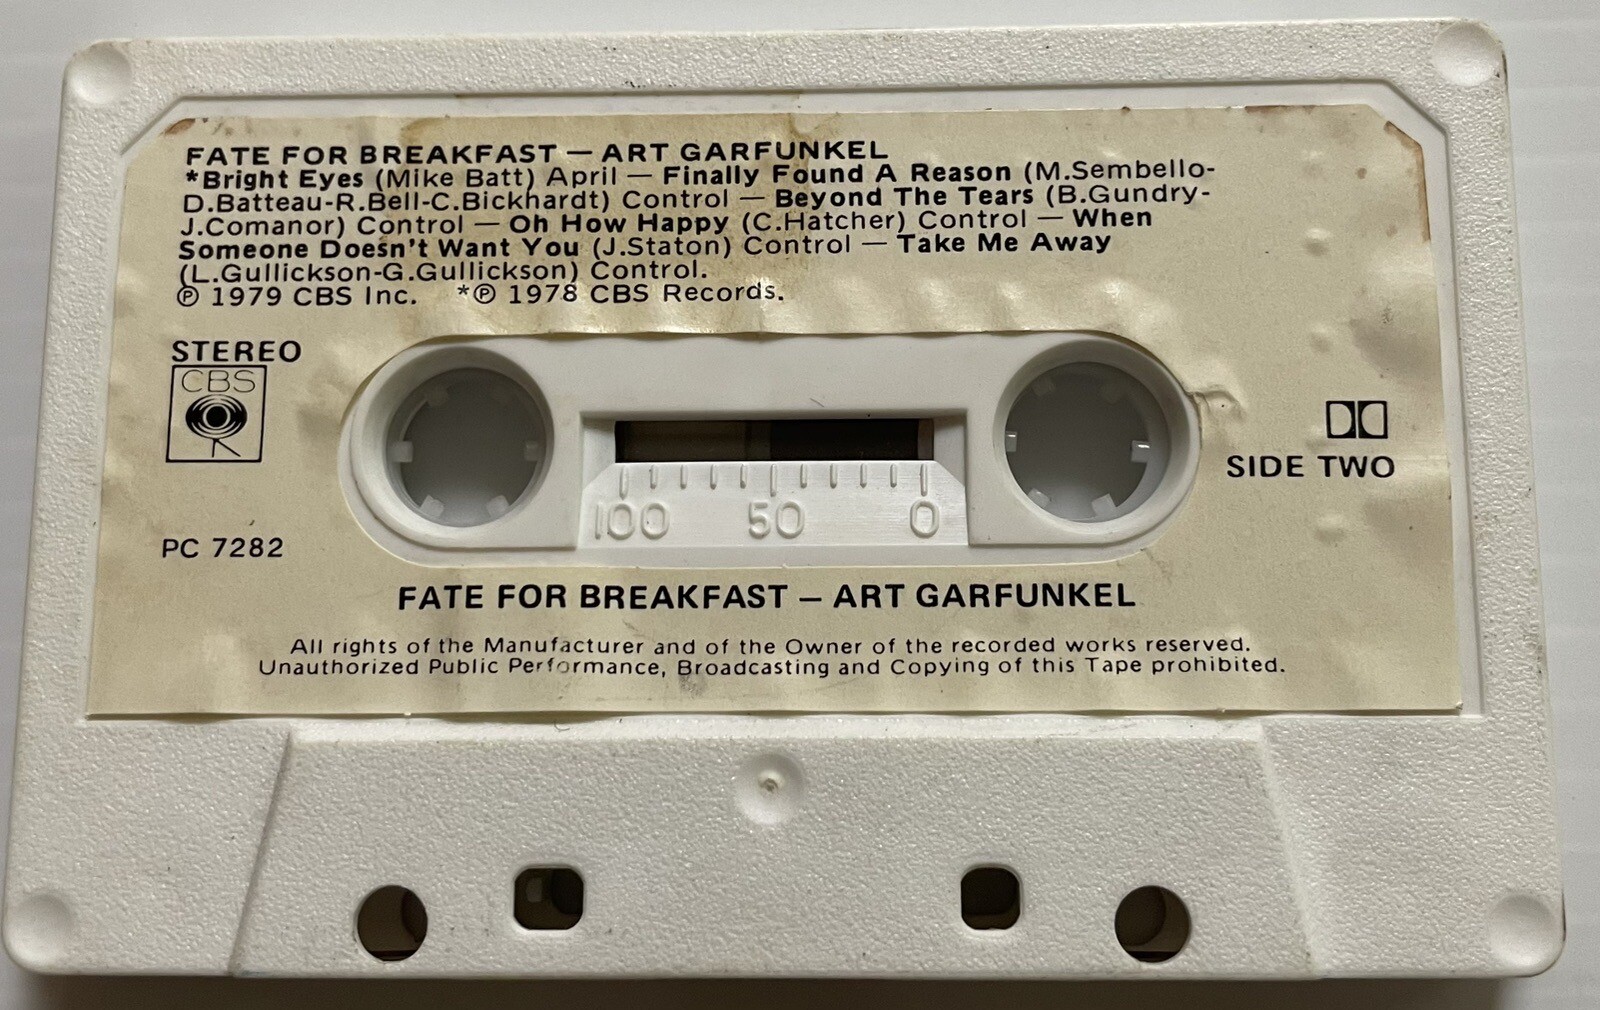 FATE FOR BREAKFAST — ART GARFUNKEL
*Bright Eyes (Mike Batt) April — Finally Found A Reason (M.Sembello-
D.Batteau-R.Bell-C.Bickhardt) Control — Beyond The Tears (B.Gundry-
J.Comanor) Control — Oh How Happy (C.Hatcher) Control — When
Someone Doesn't Want You (J.Staton) Control — Take Me Away
(L.Gullickson-G.Gullickson) Control.
℗ 1979 CBS Inc. *℗ 1978 CBS Records.
STEREO
CBS
R
SIDE TWO
100 50 0
PC 7282
FATE FOR BREAKFAST — ART GARFUNKEL
All rights of the Manufacturer and of the Owner of the recorded works reserved.
Unauthorized Public Performance, Broadcasting and Copying of this Tape prohibited.